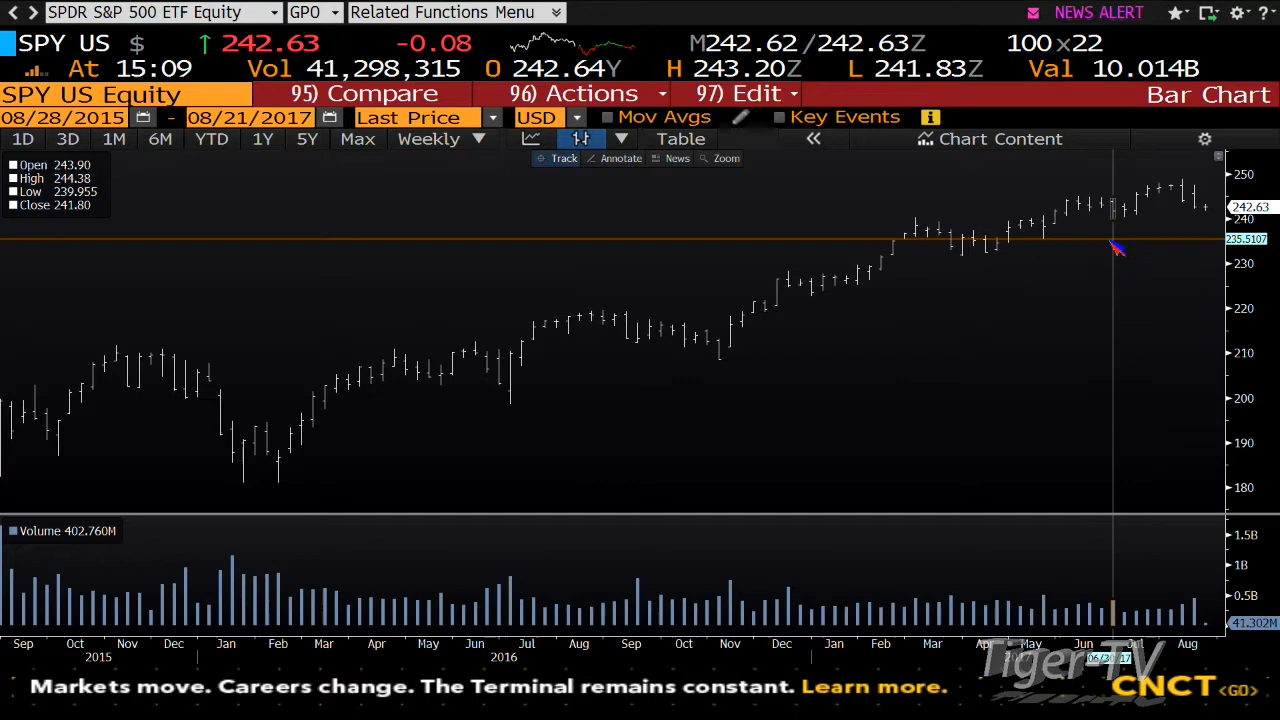 SPDR S&P 500 ETF Equity GPO Related Functions Menu NEWS ALERT
SPY US $ ↑ 242.63 -0.08 M242.62/242.63Z 100x22
At 15:09 Vol 41,298,315 O 242.64Y H 243.20Z L 241.83Z Val 10.014B
SPY US Equity 95) Compare 96) Actions 97) Edit Bar Chart
08/28/2015 - 08/21/2017 Last Price USD Mov Avgs Key Events
1D 3D 1M 6M YTD 1Y 5Y Max Weekly ▼ Table « Chart Content
Track Annotate News Zoom
Open 243.90
High 244.38
Low 239.955
Close 241.80
250
242.63
240
235.5107
230
220
210
200
190
180
Volume 402.760M
1.5B
1B
0.5B
41.302M
Sep Oct Nov Dec Jan Feb Mar Apr May Jun Jul Aug Sep Oct Nov Dec Jan Feb Mar Apr May Jun Jul Aug
2015 2016 06/30/17
Tiger-TV
Markets move. Careers change. The Terminal remains constant. Learn more. CNCT <GO>